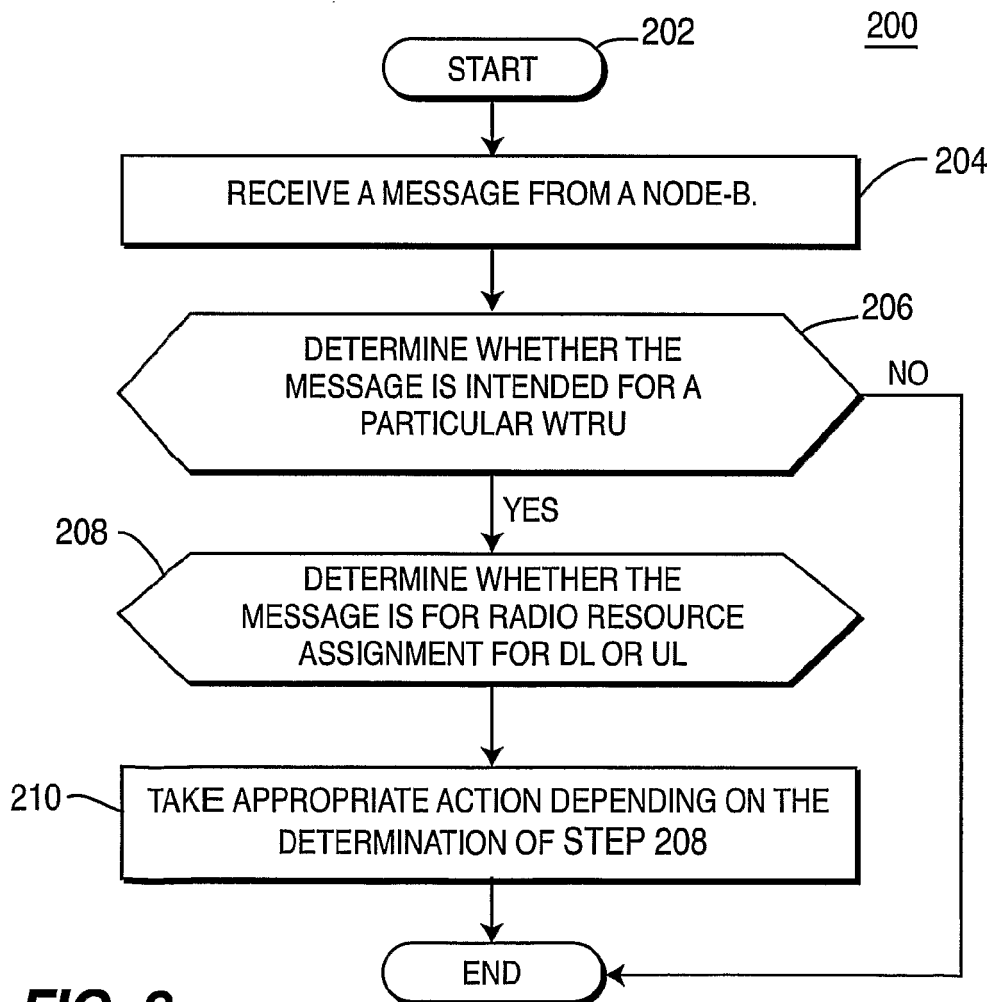 200
202
START
204
RECEIVE A MESSAGE FROM A NODE-B.
206
DETERMINE WHETHER THE
MESSAGE IS INTENDED FOR A
PARTICULAR WTRU
NO
YES
208
DETERMINE WHETHER THE
MESSAGE IS FOR RADIO RESOURCE
ASSIGNMENT FOR DL OR UL
210
TAKE APPROPRIATE ACTION DEPENDING ON THE
DETERMINATION OF STEP 208
END
FIG. 2